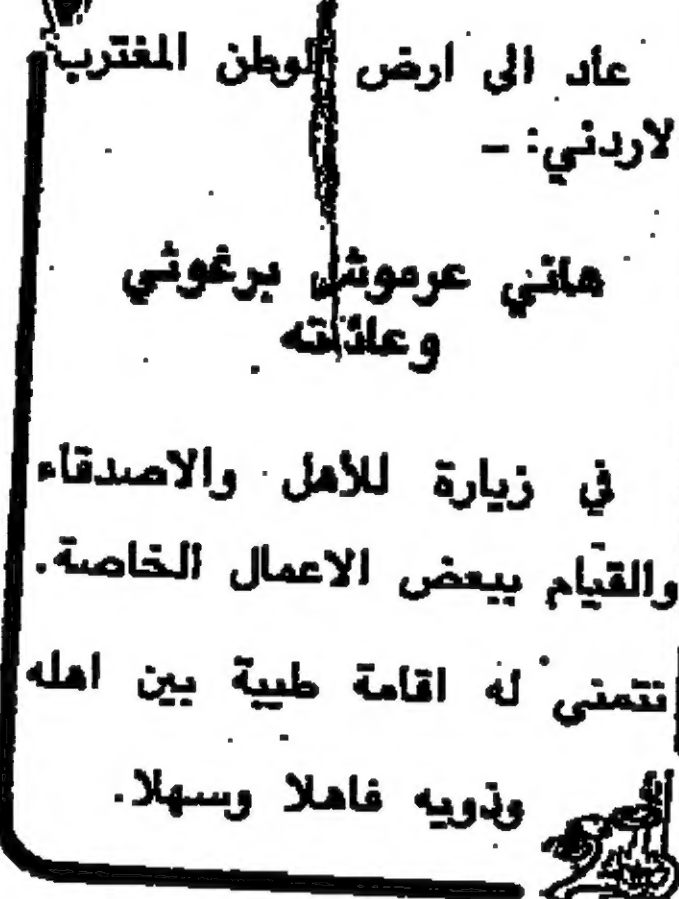 عاد الى ارض الوطن المغترب
لاردني: -
هاني عرموش برغوثي
وعائلته
في زيارة للأهل والاصدقاء
والقيام ببعض الاعمال الخاصة.
نتمنى له اقامة طيبة بين اهله
وذويه فاهلا وسهلا.